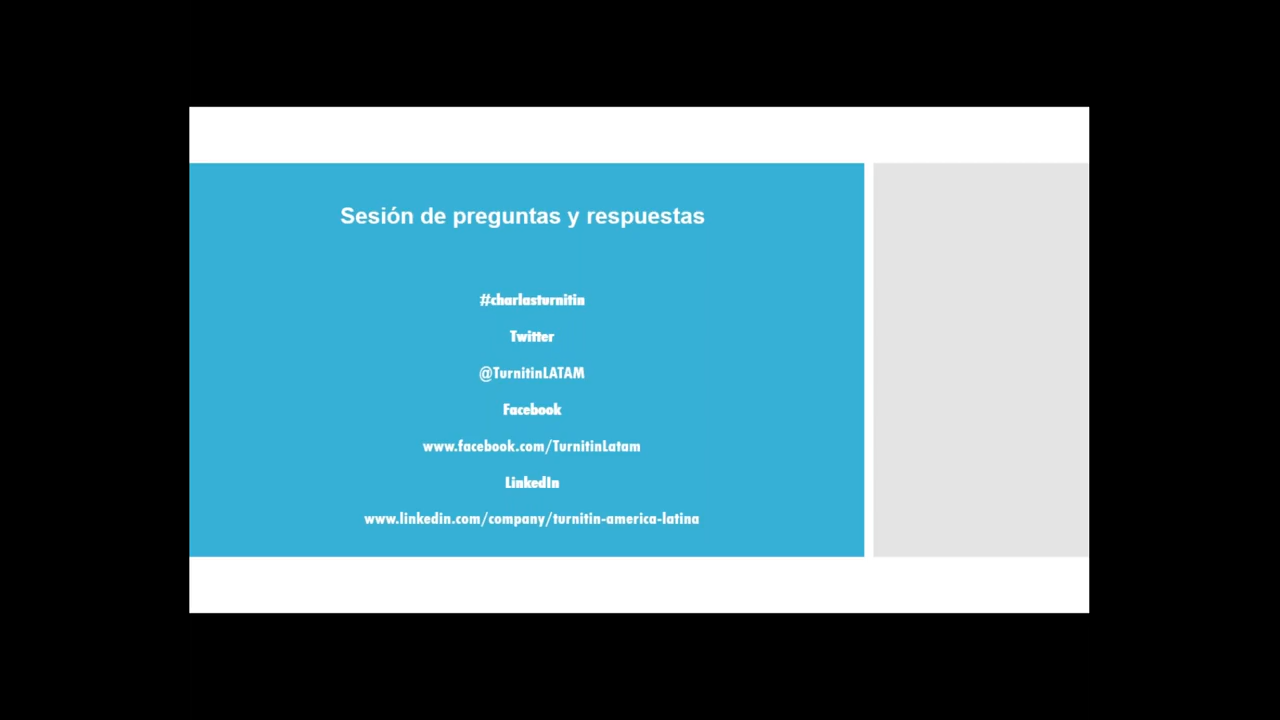 Sesión de preguntas y respuestas
#charlasturnitin
Twitter
@TurnitinLATAM
Facebook
www.facebook.com/TurnitinLatam
LinkedIn
www.linkedin.com/company/turnitin-america-latina